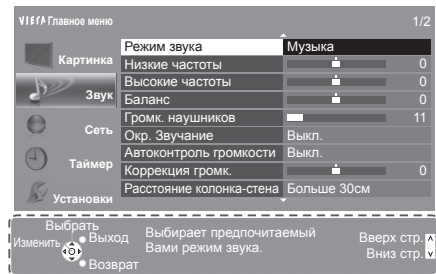 VIERA Главное меню 1/2
Картинка
Звук
Сеть
Таймер
Установки
Режим звука Музыка
Низкие частоты 0
Высокие частоты 0
Баланс 0
Громк. наушников 11
Окр. Звучание Выкл.
Автоконтроль громкости Выкл.
Коррекция громк. 0
Расстояние колонка-стена Больше 30см
Выбрать
Изменить
Выход
Возврат
Выбирает предпочитаемый
Вами режим звука.
Вверх стр.
Вниз стр.